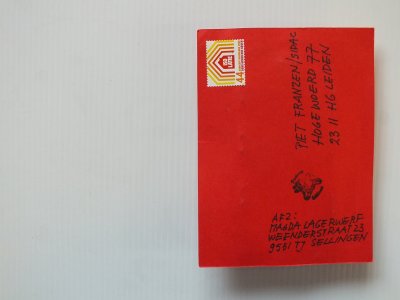 PIET FRANZEN/SIDAC
HOGEWOERD 77
23 11 HG LEIDEN
44
AFZ:
MAGDA LAGERWERF
WEENDERSTRAAT 23
9551 TJ SELLINGEN